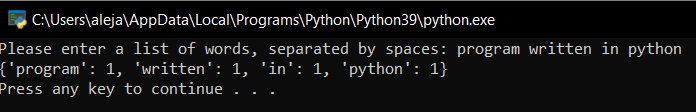 C:\Users\aleja\AppData\Local\Programs\Python\Python39\python.exe
Please enter a list of words, separated by spaces: program written in python
{'program': 1, 'written': 1, 'in': 1, 'python': 1}
Press any key to continue . . .